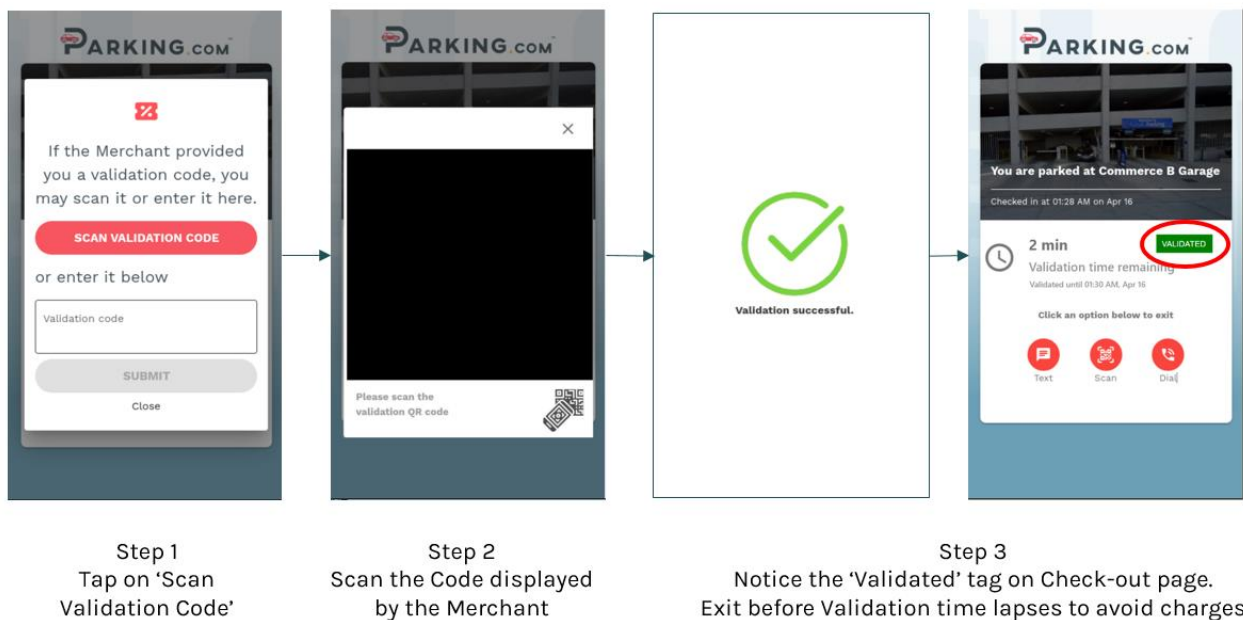 PARKING.COM
If the Merchant provided
you a validation code, you
may scan it or enter it here.
SCAN VALIDATION CODE
or enter it below
Validation code
SUBMIT
Close
Step 1
Tap on ‘Scan
Validation Code’
PARKING.COM
Please scan the
validation QR code
Step 2
Scan the Code displayed
by the Merchant
Validation successful.
PARKING.COM
You are parked at Commerce B Garage
Checked in at 01:28 AM on Apr 16
2 min
VALIDATED
Validation time remaining
Validated until 01:30 AM, Apr 16
Click an option below to exit
Text
Scan
Dial
Step 3
Notice the ‘Validated’ tag on Check-out page.
Exit before Validation time lapses to avoid charges